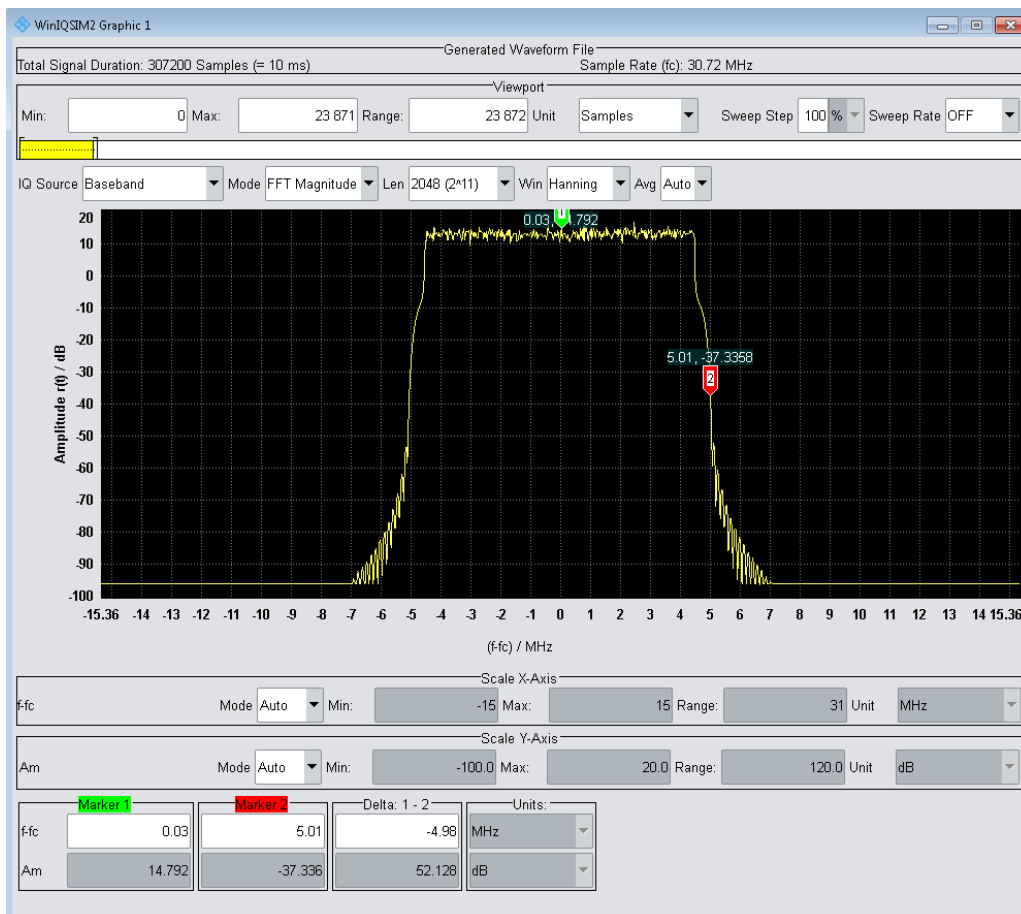 WinIQSIM2 Graphic 1
Generated Waveform File
Total Signal Duration: 307200 Samples (= 10 ms) Sample Rate (fc): 30.72 MHz
Viewport
Min: 0 Max: 23 871 Range: 23 872 Unit Samples Sweep Step 100 % Sweep Rate OFF
IQ Source Baseband Mode FFT Magnitude Len 2048 (2^11) Win Hanning Avg Auto
0.03, 4.792
5.01, -37.3358
2
20
10
0
-10
-20
-30
-40
-50
-60
-70
-80
-90
-100
Amplitude r(t) / dB
-15.36 -14 -13 -12 -11 -10 -9 -8 -7 -6 -5 -4 -3 -2 -1 0 1 2 3 4 5 6 7 8 9 10 11 12 13 14 15.36
(f-fc) / MHz
Scale X-Axis
f-fc Mode Auto Min: -15 Max: 15 Range: 31 Unit MHz
Scale Y-Axis
Am Mode Auto Min: -100.0 Max: 20.0 Range: 120.0 Unit dB
Marker 1 Marker 2 Delta: 1 - 2 Units:
f-fc 0.03 5.01 -4.98 MHz
Am 14.792 -37.336 52.128 dB